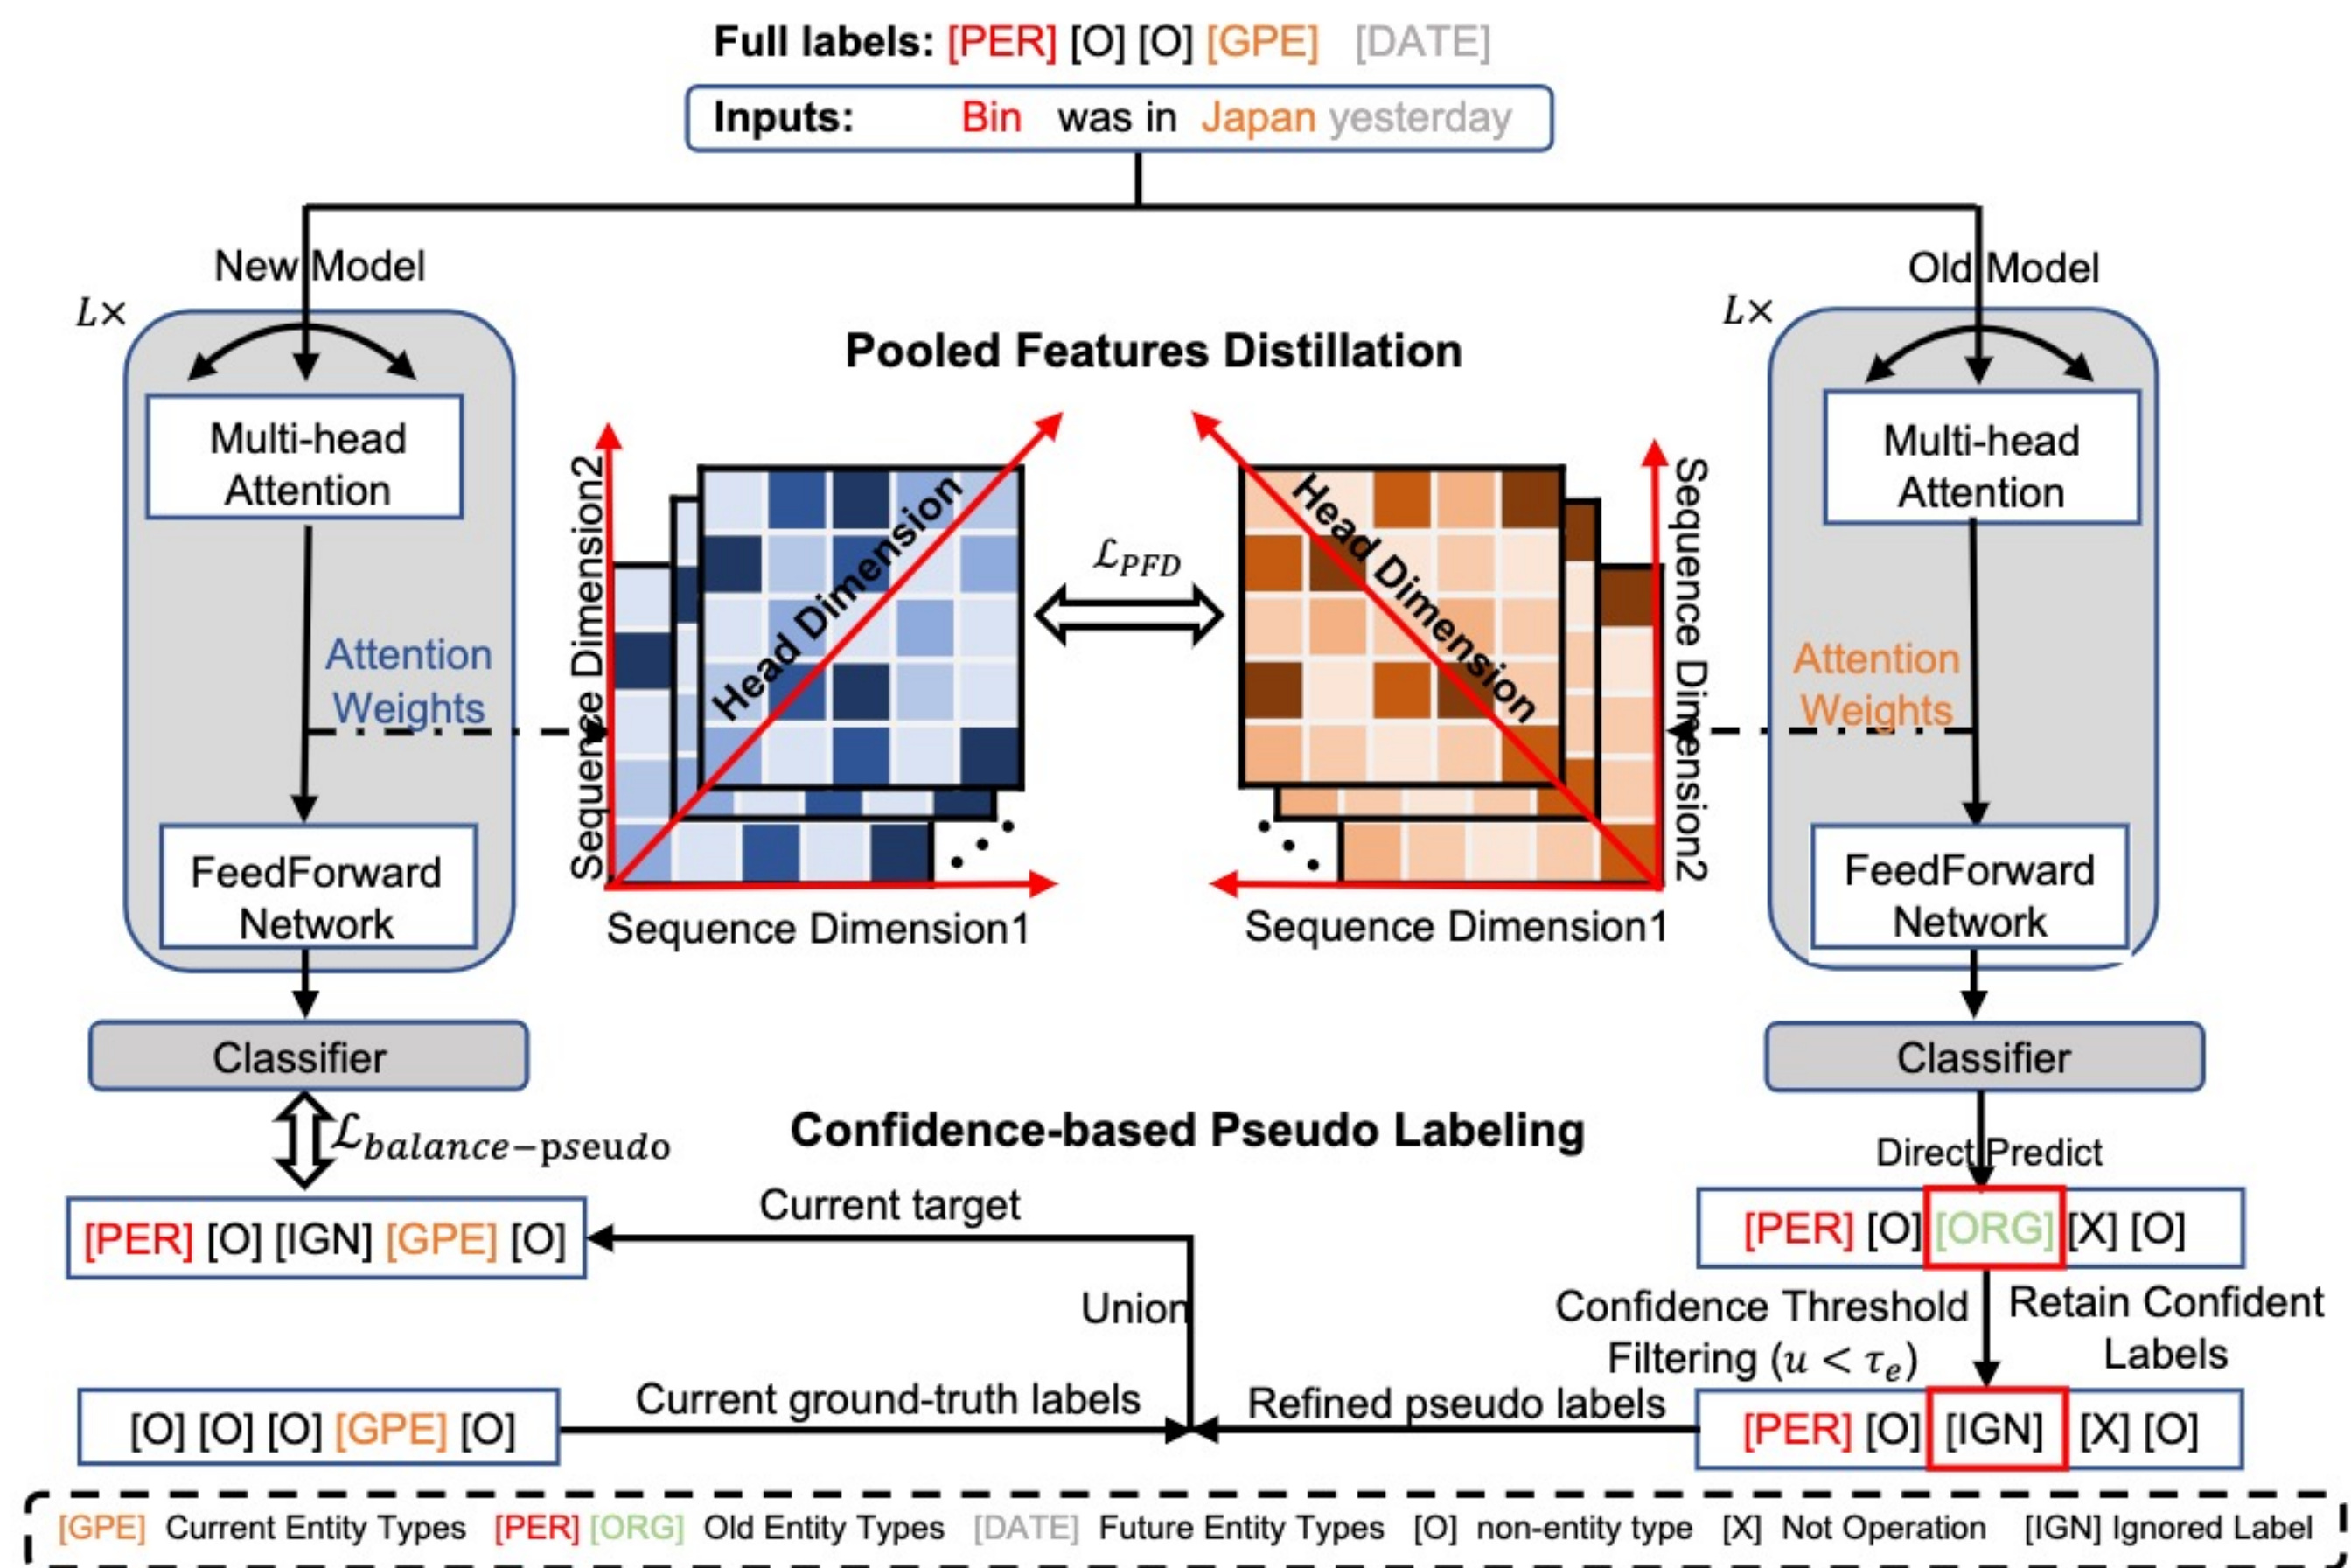 Full labels: [PER] [O] [O] [GPE] [DATE]
Inputs: Bin was in Japan yesterday
New Model
Old Model
L×
L×
Pooled Features Distillation
Multi-head
Attention
Multi-head
Attention
Sequence Dimension2
Head Dimension
ℒ_PFD
Head Dimension
Sequence Dimension2
Attention
Weights
Attention
Weights
FeedForward
Network
FeedForward
Network
Sequence Dimension1
Sequence Dimension1
Classifier
Classifier
ℒ_balance−pseudo
Confidence-based Pseudo Labeling
Direct Predict
[PER] [O] [IGN] [GPE] [O]
Current target
[PER] [O] [ORG] [X] [O]
Union
Confidence Threshold
Filtering (u < τ_e)
Retain Confident
Labels
[O] [O] [O] [GPE] [O]
Current ground-truth labels
Refined pseudo labels
[PER] [O] [IGN] [X] [O]
[GPE] Current Entity Types [PER] [ORG] Old Entity Types [DATE] Future Entity Types [O] non-entity type [X] Not Operation [IGN] Ignored Label